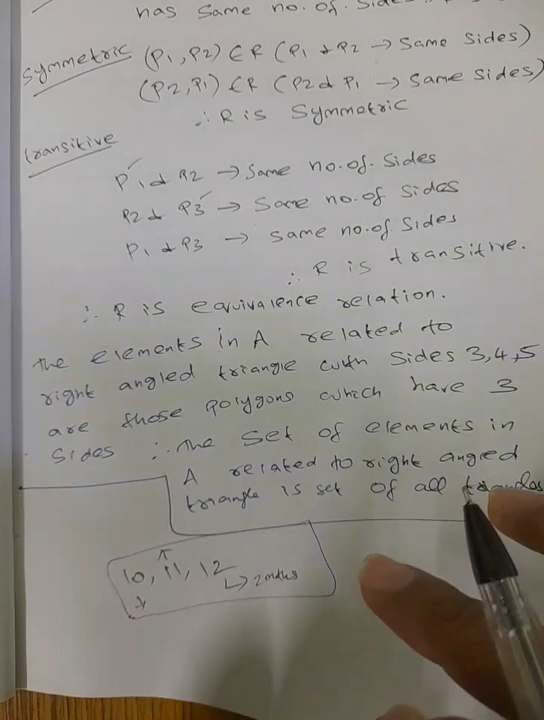 has same no. of. sides
Symmetric (P1, P2) ∈ R (P1 & P2 → Same sides)
(P2, P1) ∈ R (P2 & P1 → Same sides)
∴ R is Symmetric
transitive
P1 & P2 → Same no. of. Sides
P2 & P3 → Same no. of Sides
P1 & P3 → Same no. of Sides
∴ R is transitive.
∴ R is equivalence relation.
the elements in A related to
right angled triangle with Sides 3,4,5
are those polygons which have 3
Sides ∴ The set of elements in
A related to right angled
triangle is set of all triangles
10, 11, 12
↳ 2 mks